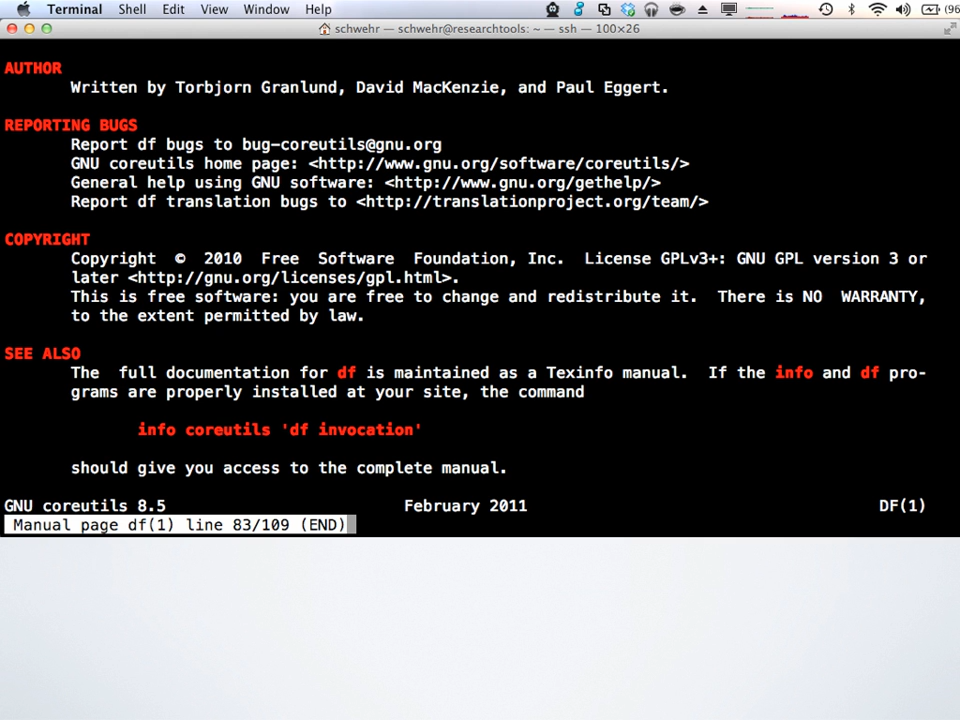 Terminal Shell Edit View Window Help (96
schwehr — schwehr@researchtools: ~ — ssh — 100×26
AUTHOR
Written by Torbjorn Granlund, David MacKenzie, and Paul Eggert.
REPORTING BUGS
Report df bugs to bug-coreutils@gnu.org
GNU coreutils home page: <http://www.gnu.org/software/coreutils/>
General help using GNU software: <http://www.gnu.org/gethelp/>
Report df translation bugs to <http://translationproject.org/team/>
COPYRIGHT
Copyright © 2010 Free Software Foundation, Inc. License GPLv3+: GNU GPL version 3 or
later <http://gnu.org/licenses/gpl.html>.
This is free software: you are free to change and redistribute it. There is NO WARRANTY,
to the extent permitted by law.
SEE ALSO
The full documentation for df is maintained as a Texinfo manual. If the info and df pro-
grams are properly installed at your site, the command
info coreutils 'df invocation'
should give you access to the complete manual.
GNU coreutils 8.5 February 2011 DF(1)
Manual page df(1) line 83/109 (END)